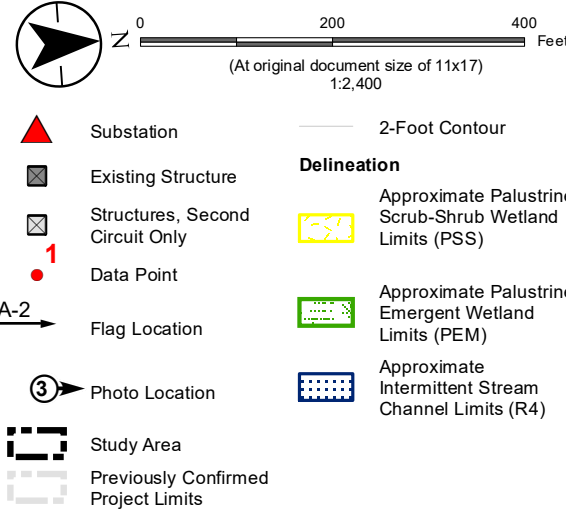 N
0 200 400
Feet
(At original document size of 11x17)
1:2,400
Substation
Existing Structure
Structures, Second
Circuit Only
1
Data Point
A-2
Flag Location
3
Photo Location
Study Area
Previously Confirmed
Project Limits
2-Foot Contour
Delineation
Approximate Palustrine
Scrub-Shrub Wetland
Limits (PSS)
Approximate Palustrine
Emergent Wetland
Limits (PEM)
Approximate
Intermittent Stream
Channel Limits (R4)